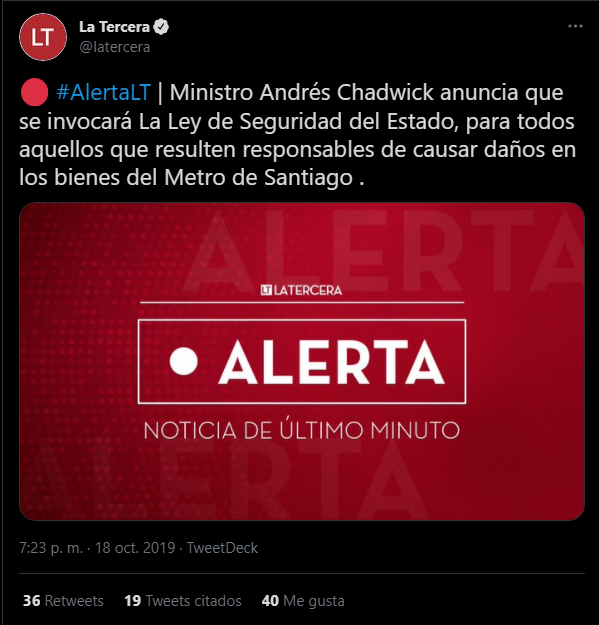 LT
La Tercera
@latercera
#AlertaLT | Ministro Andrés Chadwick anuncia que
se invocará La Ley de Seguridad del Estado, para todos
aquellos que resulten responsables de causar daños en
los bienes del Metro de Santiago .
ALERTA
LT LATERCERA
ALERTA
NOTICIA DE ÚLTIMO MINUTO
ALERTA
7:23 p. m. · 18 oct. 2019 · TweetDeck
36 Retweets 19 Tweets citados 40 Me gusta